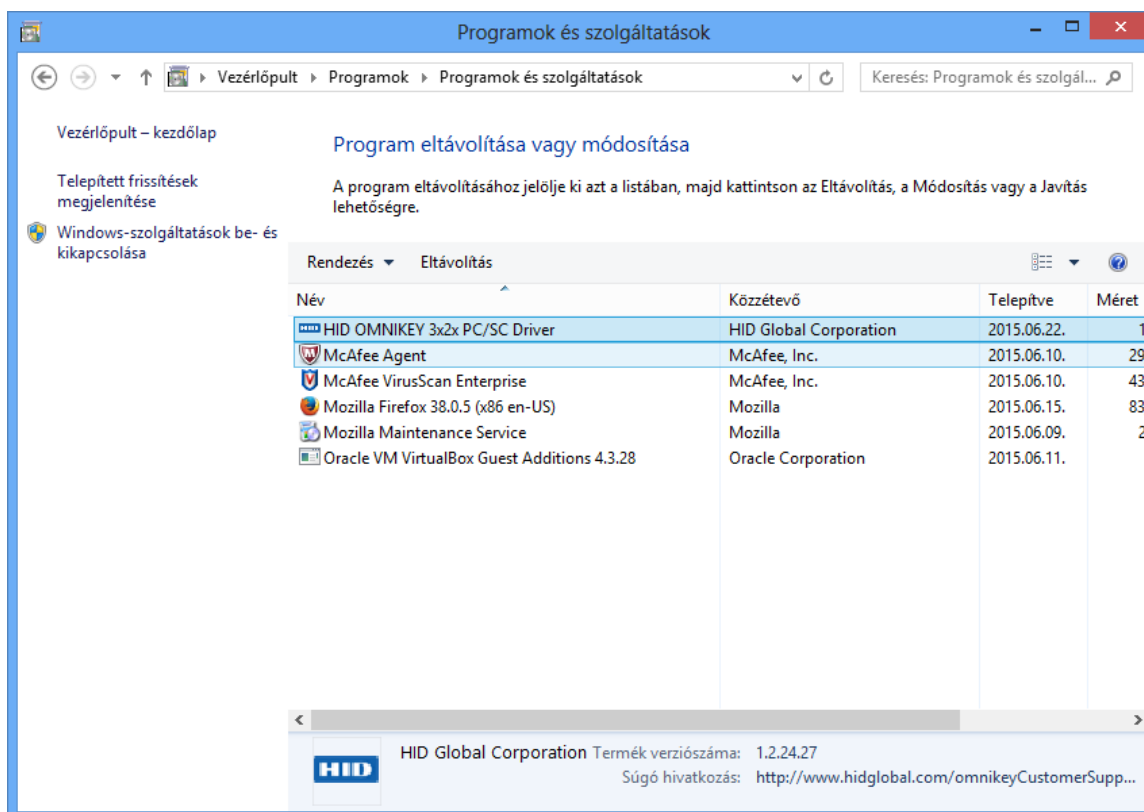 Programok és szolgáltatások
Vezérlőpult Programok Programok és szolgáltatások
Keresés: Programok és szolgál...
Vezérlőpult – kezdőlap
Telepített frissítések
megjelenítése
Windows-szolgáltatások be- és
kikapcsolása
Program eltávolítása vagy módosítása
A program eltávolításához jelölje ki azt a listában, majd kattintson az Eltávolítás, a Módosítás vagy a Javítás
lehetőségre.
Rendezés Eltávolítás
Név Közzétevő Telepítve Méret
HID OMNIKEY 3x2x PC/SC Driver HID Global Corporation 2015.06.22. 1
McAfee Agent McAfee, Inc. 2015.06.10. 29
McAfee VirusScan Enterprise McAfee, Inc. 2015.06.10. 43
Mozilla Firefox 38.0.5 (x86 en-US) Mozilla 2015.06.15. 83
Mozilla Maintenance Service Mozilla 2015.06.09. 2
Oracle VM VirtualBox Guest Additions 4.3.28 Oracle Corporation 2015.06.11.
HID
HID Global Corporation Termék verziószáma: 1.2.24.27
Súgó hivatkozás: http://www.hidglobal.com/omnikeyCustomerSupp...